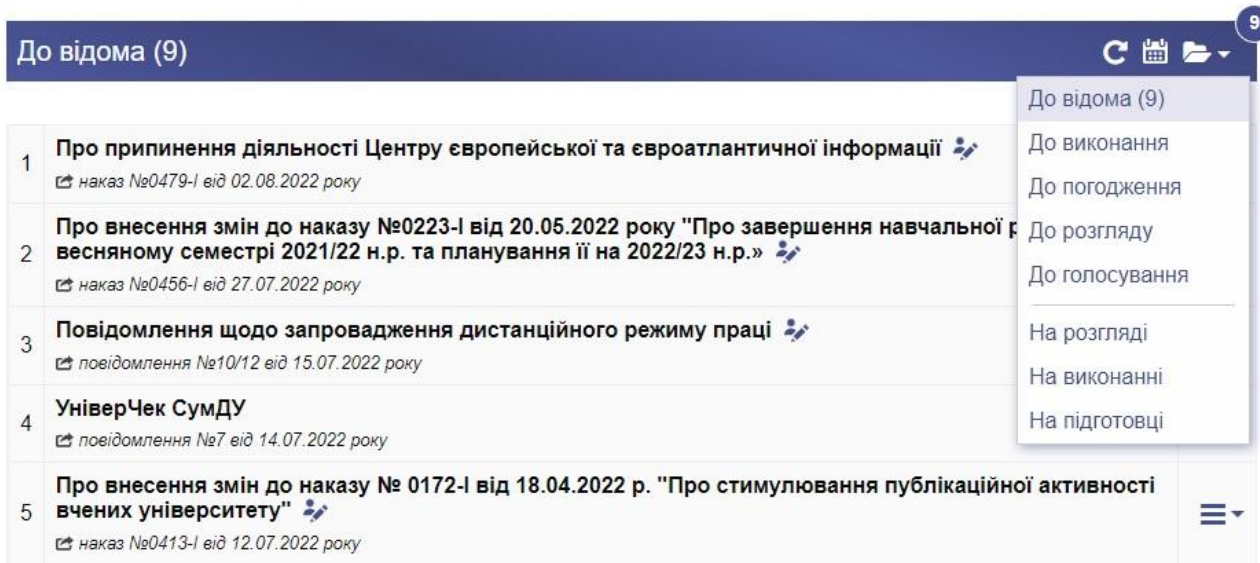 До відома (9)
9
До відома (9)
До виконання
До погодження
До розгляду
До голосування
На розгляді
На виконанні
На підготовці
1
Про припинення діяльності Центру європейської та євроатлантичної інформації
наказ №0479-І від 02.08.2022 року
2
Про внесення змін до наказу №0223-І від 20.05.2022 року "Про завершення навчальної
весняному семестрі 2021/22 н.р. та планування її на 2022/23 н.р.»
наказ №0456-І від 27.07.2022 року
3
Повідомлення щодо запровадження дистанційного режиму праці
повідомлення №10/12 від 15.07.2022 року
4
УніверЧек СумДУ
повідомлення №7 від 14.07.2022 року
5
Про внесення змін до наказу № 0172-І від 18.04.2022 р. "Про стимулювання публікаційної активності
вчених університету"
наказ №0413-І від 12.07.2022 року